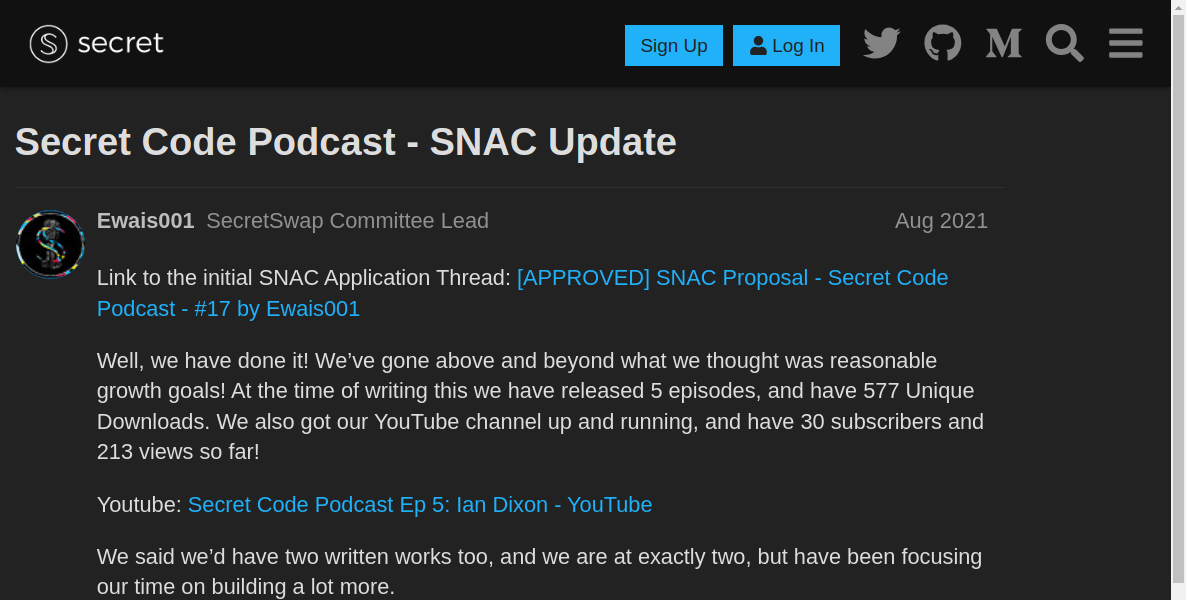 secret
Sign Up
Log In
Secret Code Podcast - SNAC Update
Ewais001 SecretSwap Committee Lead
Aug 2021
Link to the initial SNAC Application Thread: [APPROVED] SNAC Proposal - Secret Code
Podcast - #17 by Ewais001
Well, we have done it! We’ve gone above and beyond what we thought was reasonable
growth goals! At the time of writing this we have released 5 episodes, and have 577 Unique
Downloads. We also got our YouTube channel up and running, and have 30 subscribers and
213 views so far!
Youtube: Secret Code Podcast Ep 5: Ian Dixon - YouTube
We said we’d have two written works too, and we are at exactly two, but have been focusing
our time on building a lot more.